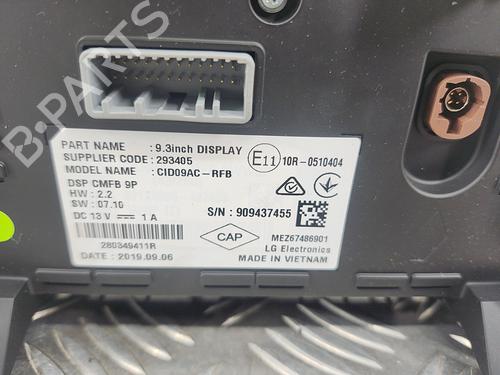 B-PARTS
PART NAME : 9.3inch DISPLAY
SUPPLIER CODE : 293405
MODEL NAME : CID09AC-RFB
DSP CMFB 9P
HW : 2.2
SW : 07.10
DC 13 V ⎓ 1 A
E11 10R-0510404
S/N : 909437455
280349411R
DATE : 2019.09.06
CAP
MEZ67486901
LG Electronics
MADE IN VIETNAM